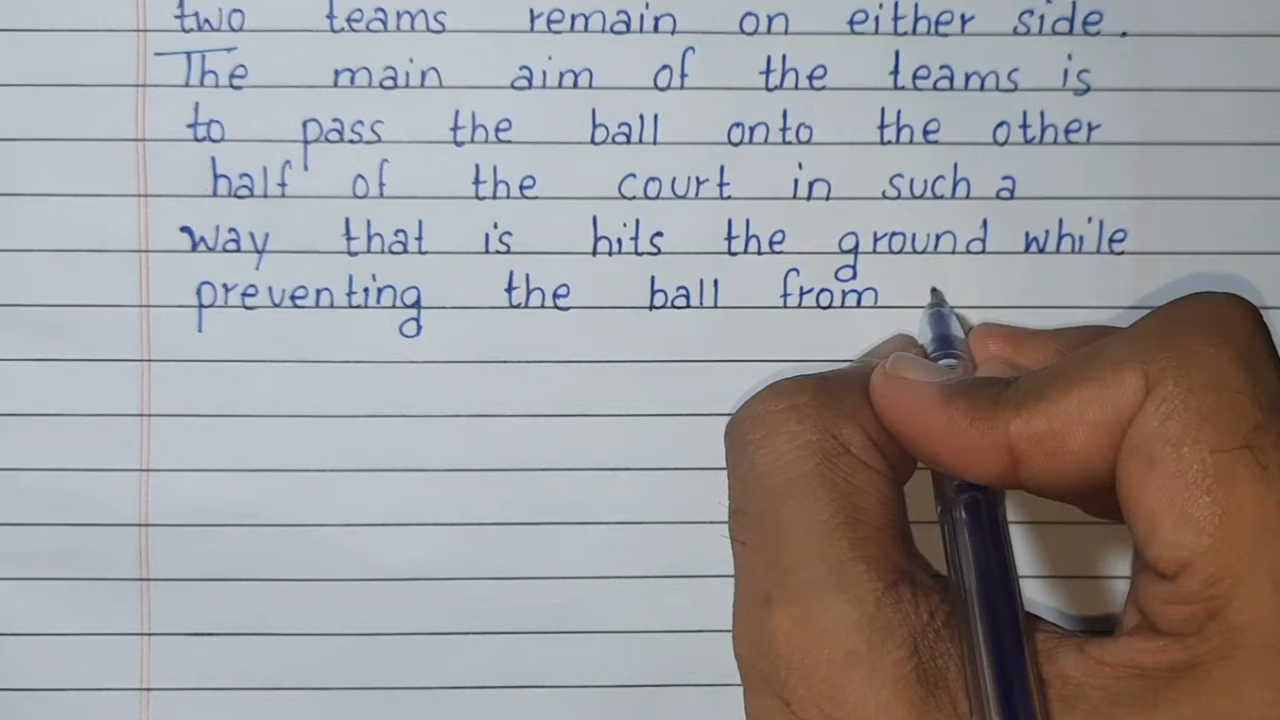 two teams remain on either side.
The main aim of the teams is
to pass the ball onto the other
half of the court in such a
way that is hits the ground while
preventing the ball from